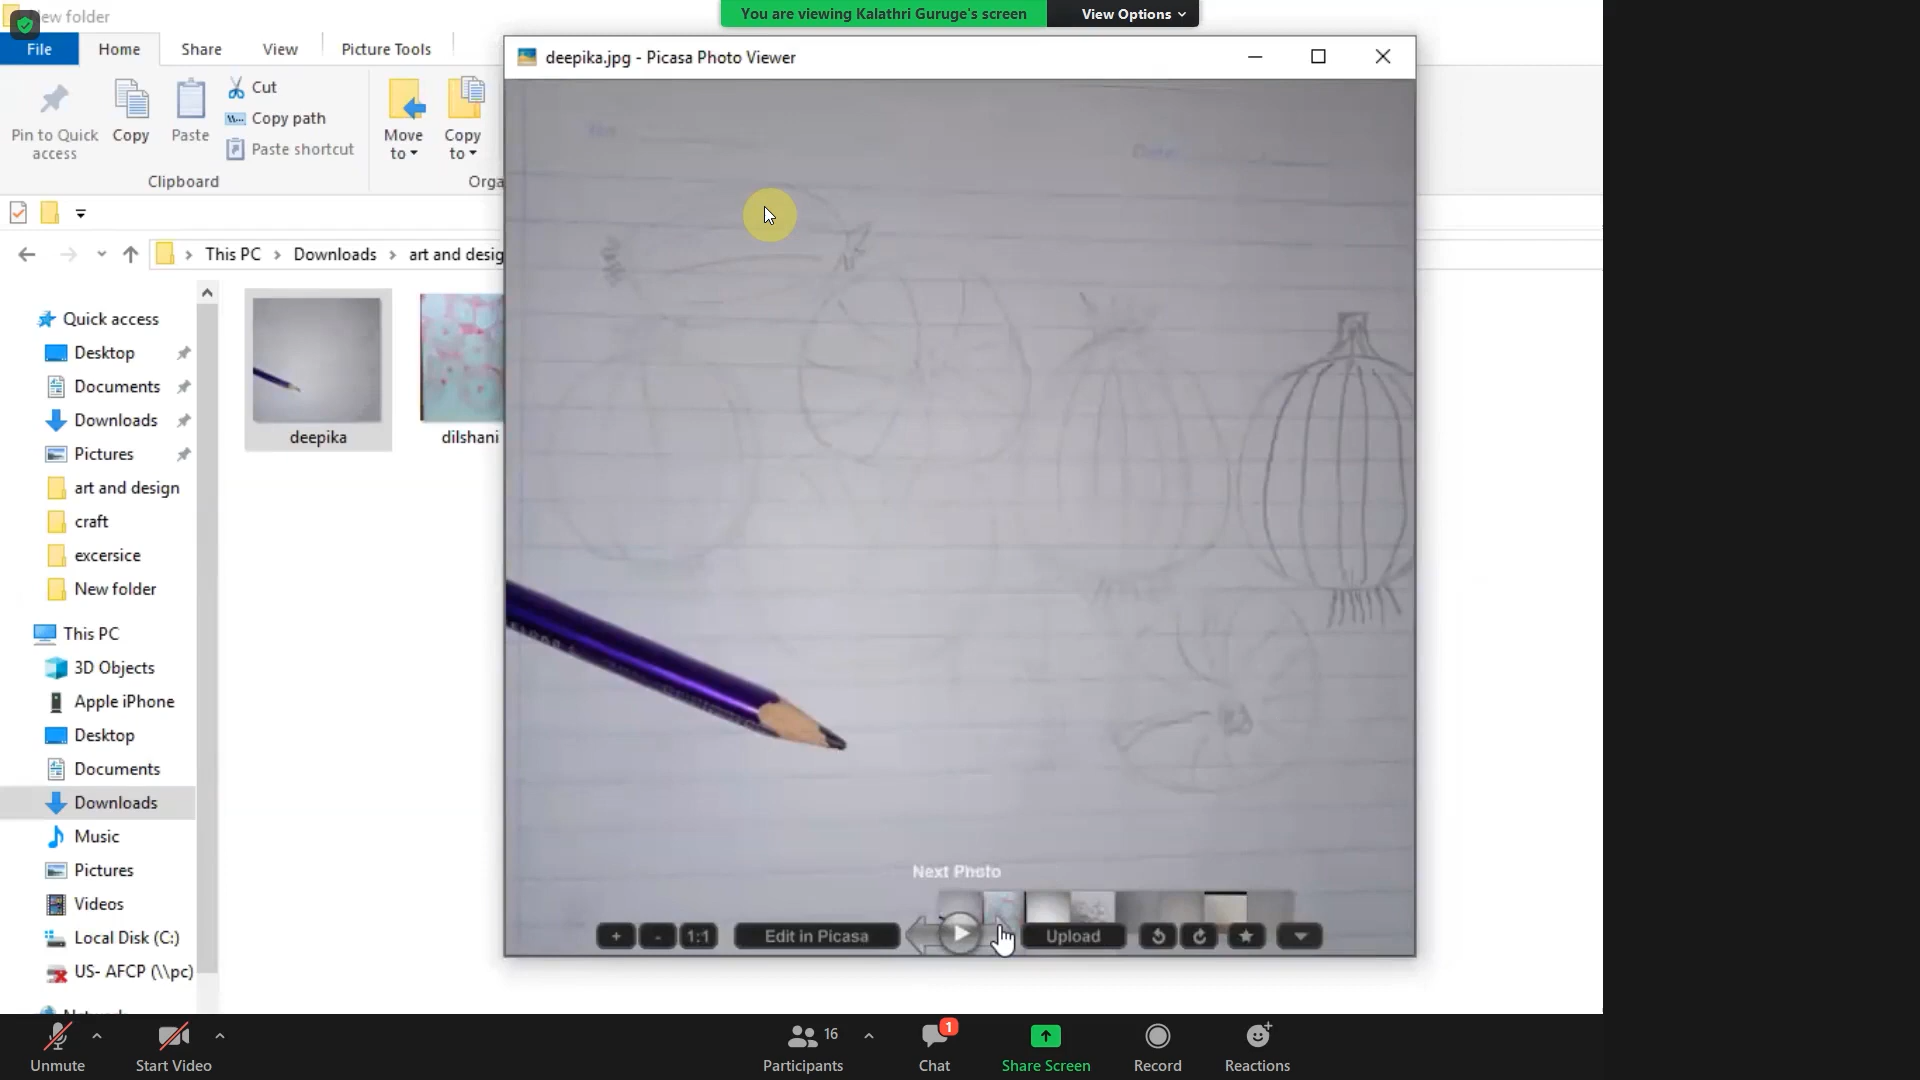 New folder
You are viewing Kalathri Guruge's screen
View Options
File
Home
Share
View
Picture Tools
Pin to Quick access
Copy
Paste
Cut
Copy path
Paste shortcut
Move to
Copy to
Clipboard
Orga
This PC > Downloads > art and desig
Quick access
Desktop
Documents
Downloads
Pictures
art and design
craft
excersice
New folder
This PC
3D Objects
Apple iPhone
Desktop
Documents
Downloads
Music
Pictures
Videos
Local Disk (C:)
US- AFCP (\\pc)
deepika
dilshani
deepika.jpg - Picasa Photo Viewer
Date:
Next Photo
+
-
1:1
Edit in Picasa
Upload
Unmute
Start Video
16
Participants
1
Chat
Share Screen
Record
Reactions